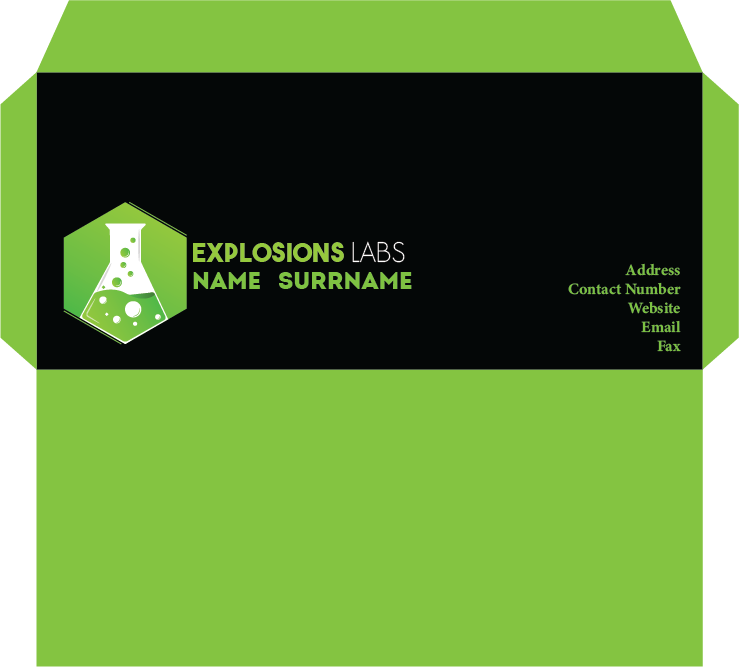 EXPLOSIONS LABS
NAME SURRNAME
Address
Contact Number
Website
Email
Fax